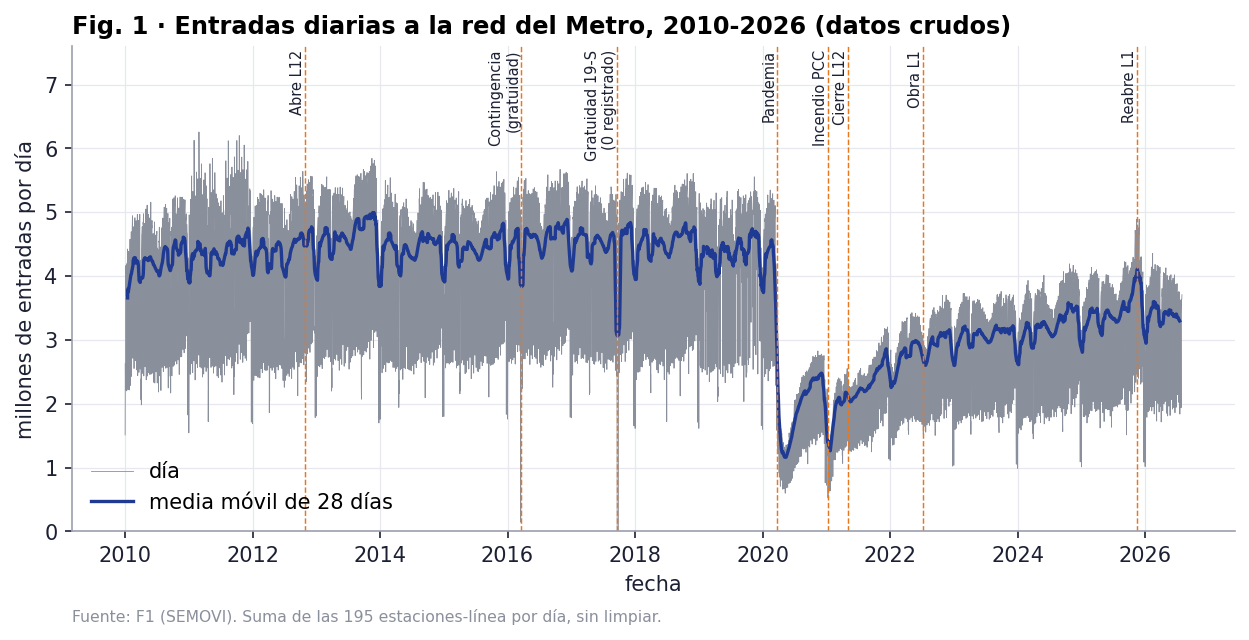 Fig. 1 · Entradas diarias a la red del Metro, 2010-2026 (datos crudos)
millones de entradas por día
7
6
5
4
3
2
1
0
Abre L12
Contingencia
(gratuidad)
Gratuidad 19-S
(0 registrado)
Pandemia
Incendio PCC
Cierre L12
Obra L1
Reabre L1
día
media móvil de 28 días
2010
2012
2014
2016
2018
2020
2022
2024
2026
fecha
Fuente: F1 (SEMOVI). Suma de las 195 estaciones-línea por día, sin limpiar.